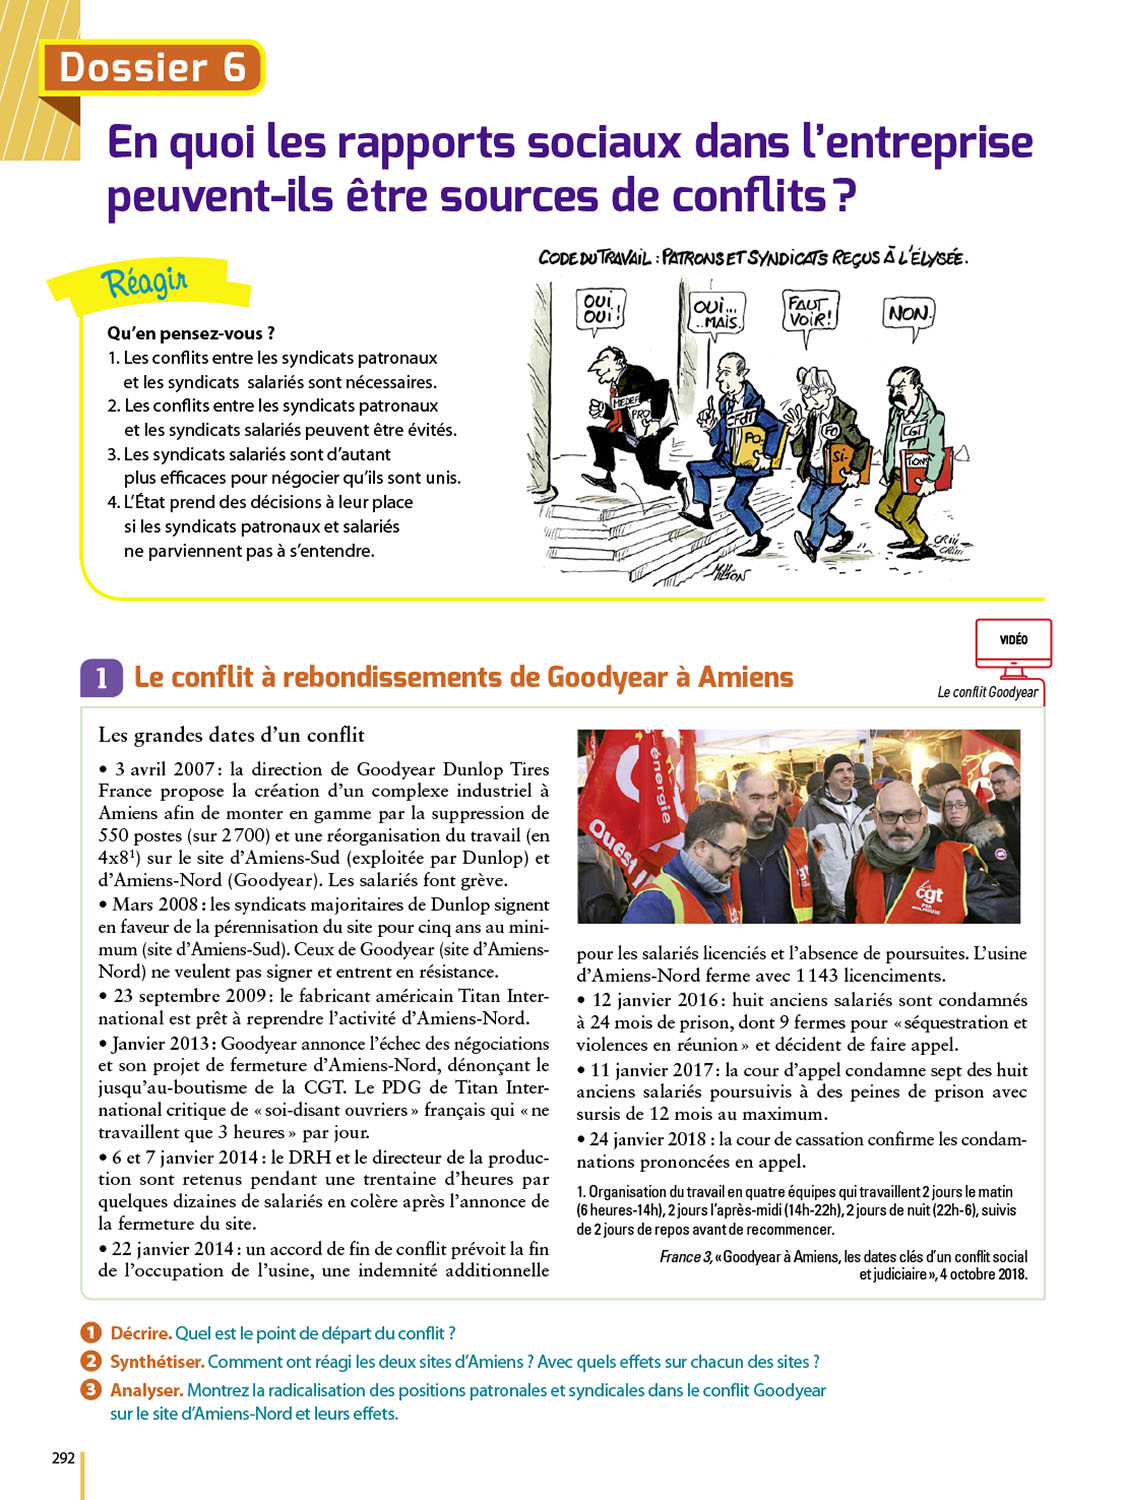 Dossier 6
En quoi les rapports sociaux dans l'entreprise
peuvent-ils être sources de conflits ?
Réagir
Qu'en pensez-vous ?
1. Les conflits entre les syndicats patronaux
et les syndicats salariés sont nécessaires.
2. Les conflits entre les syndicats patronaux
et les syndicats salariés peuvent être évités.
3. Les syndicats salariés sont d'autant
plus efficaces pour négocier qu'ils sont unis.
4. L'État prend des décisions à leur place
si les syndicats patronaux et salariés
ne parviennent pas à s'entendre.
CODE DU TRAVAIL : PATRONS ET SYNDICATS REÇUS À L'ÉLYSÉE.
OUI
OUI !
OUI...
...MAIS.
FAUT
VOIR !
NON.
MEDEF
PRO
CFDT
PO-
FO
Si-
CGT
TION
CRIII
CRIII
Million
VIDÉO
Le conflit Goodyear
1 Le conflit à rebondissements de Goodyear à Amiens
Les grandes dates d'un conflit
• 3 avril 2007 : la direction de Goodyear Dunlop Tires
France propose la création d'un complexe industriel à
Amiens afin de monter en gamme par la suppression de
550 postes (sur 2 700) et une réorganisation du travail (en
4x8¹) sur le site d'Amiens-Sud (exploitée par Dunlop) et
d'Amiens-Nord (Goodyear). Les salariés font grève.
• Mars 2008 : les syndicats majoritaires de Dunlop signent
en faveur de la pérennisation du site pour cinq ans au mini-
mum (site d'Amiens-Sud). Ceux de Goodyear (site d'Amiens-
Nord) ne veulent pas signer et entrent en résistance.
• 23 septembre 2009 : le fabricant américain Titan Inter-
national est prêt à reprendre l'activité d'Amiens-Nord.
• Janvier 2013 : Goodyear annonce l'échec des négociations
et son projet de fermeture d'Amiens-Nord, dénonçant le
jusqu'au-boutisme de la CGT. Le PDG de Titan Inter-
national critique de « soi-disant ouvriers » français qui « ne
travaillent que 3 heures » par jour.
• 6 et 7 janvier 2014 : le DRH et le directeur de la produc-
tion sont retenus pendant une trentaine d'heures par
quelques dizaines de salariés en colère après l'annonce de
la fermeture du site.
• 22 janvier 2014 : un accord de fin de conflit prévoit la fin
de l'occupation de l'usine, une indemnité additionnelle
énergie
Ouest
cgt
pour les salariés licenciés et l'absence de poursuites. L'usine
d'Amiens-Nord ferme avec 1 143 licenciments.
• 12 janvier 2016 : huit anciens salariés sont condamnés
à 24 mois de prison, dont 9 fermes pour « séquestration et
violences en réunion » et décident de faire appel.
• 11 janvier 2017 : la cour d'appel condamne sept des huit
anciens salariés poursuivis à des peines de prison avec
sursis de 12 mois au maximum.
• 24 janvier 2018 : la cour de cassation confirme les condam-
nations prononcées en appel.
1. Organisation du travail en quatre équipes qui travaillent 2 jours le matin
(6 heures-14h), 2 jours l'après-midi (14h-22h), 2 jours de nuit (22h-6), suivis
de 2 jours de repos avant de recommencer.
France 3, « Goodyear à Amiens, les dates clés d'un conflit social
et judiciaire », 4 octobre 2018.
1 Décrire. Quel est le point de départ du conflit ?
2 Synthétiser. Comment ont réagi les deux sites d'Amiens ? Avec quels effets sur chacun des sites ?
3 Analyser. Montrez la radicalisation des positions patronales et syndicales dans le conflit Goodyear
sur le site d'Amiens-Nord et leurs effets.
292